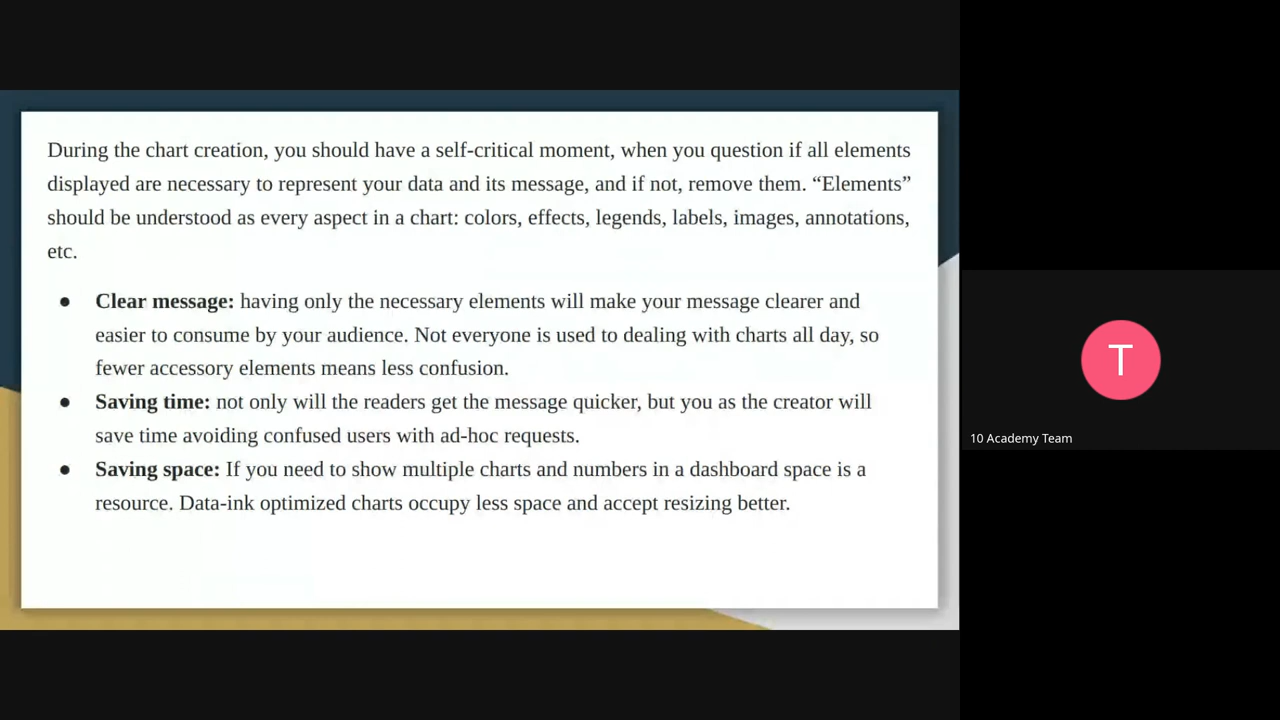 During the chart creation, you should have a self-critical moment, when you question if all elements
displayed are necessary to represent your data and its message, and if not, remove them. “Elements”
should be understood as every aspect in a chart: colors, effects, legends, labels, images, annotations,
etc.
● Clear message: having only the necessary elements will make your message clearer and
easier to consume by your audience. Not everyone is used to dealing with charts all day, so
fewer accessory elements means less confusion.
● Saving time: not only will the readers get the message quicker, but you as the creator will
save time avoiding confused users with ad-hoc requests.
● Saving space: If you need to show multiple charts and numbers in a dashboard space is a
resource. Data-ink optimized charts occupy less space and accept resizing better.
T
10 Academy Team